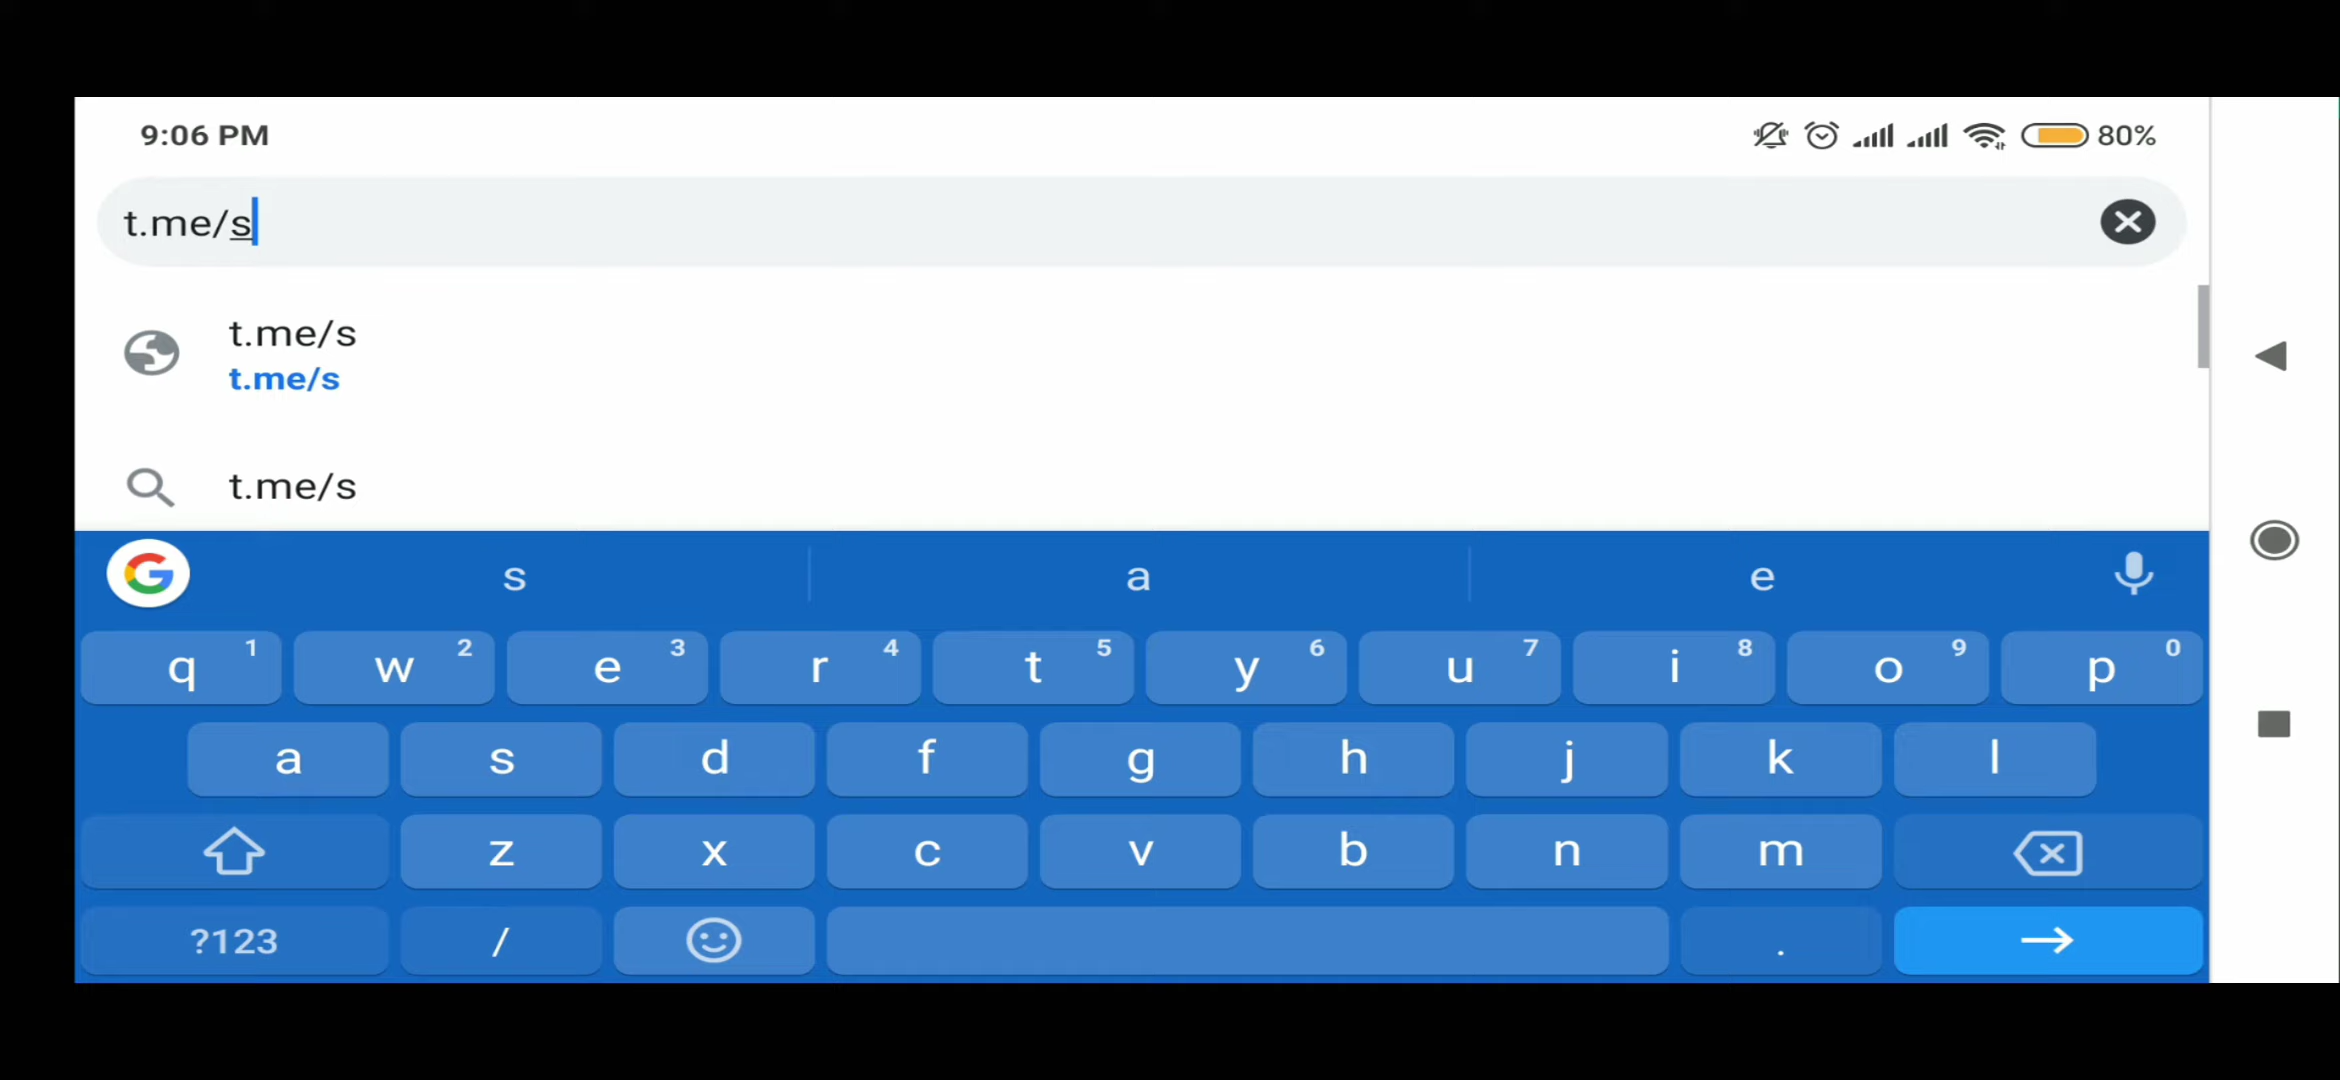 9:06 PM 80%
t.me/s
t.me/s
t.me/s
t.me/s
G s a e
q 1 w 2 e 3 r 4 t 5 y 6 u 7 i 8 o 9 p 0
a s d f g h j k l
z x c v b n m
?123 / .